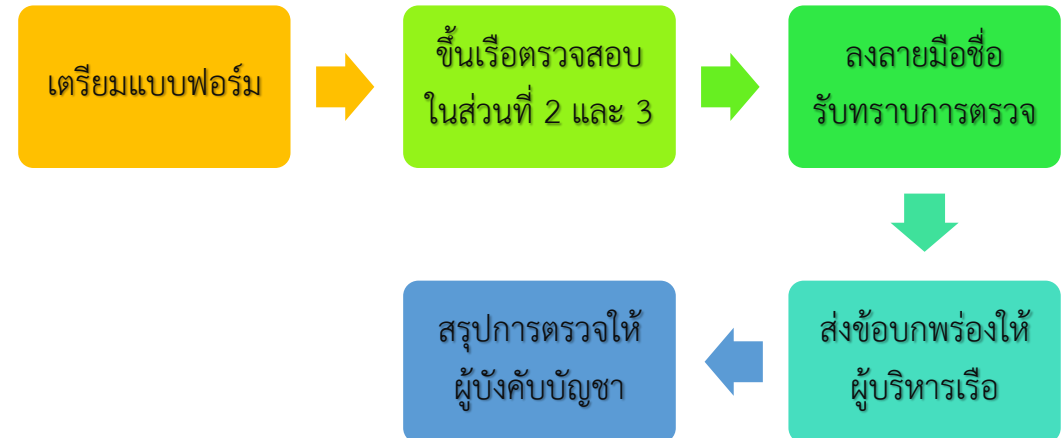 เตรียมแบบฟอร์ม
ขึ้นเรือตรวจสอบ
ในส่วนที่ 2 และ 3
ลงลายมือชื่อ
รับทราบการตรวจ
ส่งข้อบกพร่องให้
ผู้บริหารเรือ
สรุปการตรวจให้
ผู้บังคับบัญชา